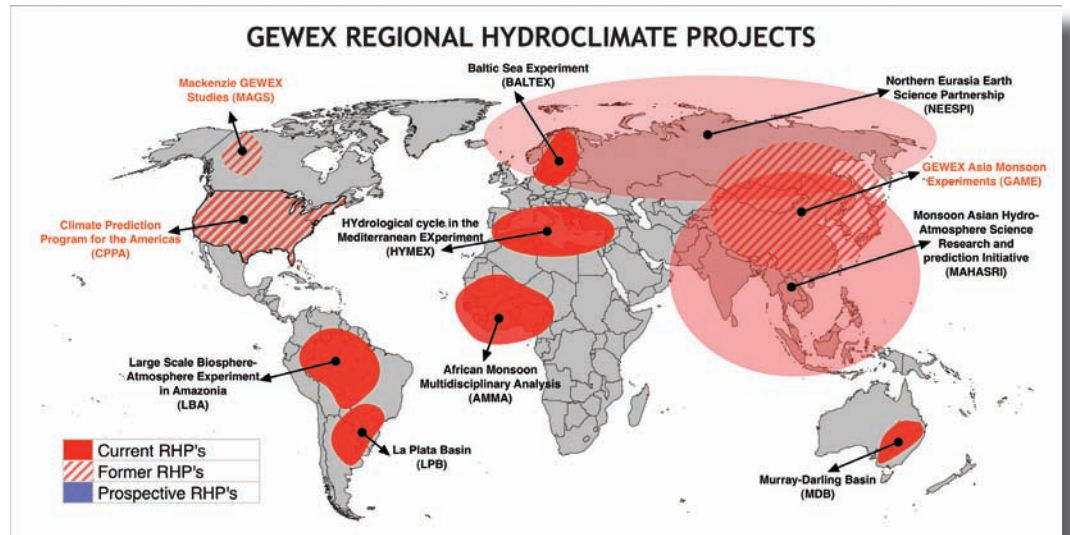 GEWEX REGIONAL HYDROCLIMATE PROJECTS
Mackenzie GEWEX
Studies (MAGS)
Baltic Sea Experiment
(BALTEX)
Northern Eurasia Earth
Science Partnership
(NEESPI)
GEWEX Asia Monsoon
Experiments (GAME)
Climate Prediction
Program for the Americas
(CPPA)
HYdrological cycle in the
Mediterranean EXperiment
(HYMEX)
Monsoon Asian Hydro-
Atmosphere Science
Research and
prediction Initiative
(MAHASRI)
Large Scale Biosphere-
Atmosphere Experiment
in Amazonia
(LBA)
African Monsoon
Multidisciplinary Analysis
(AMMA)
La Plata Basin
(LPB)
Murray-Darling Basin
(MDB)
Current RHP's
Former RHP's
Prospective RHP's